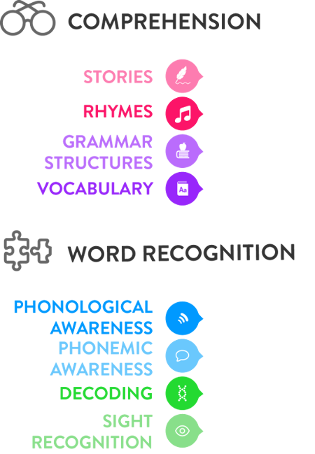 COMPREHENSION
STORIES
RHYMES
GRAMMAR
STRUCTURES
VOCABULARY
Aa
WORD RECOGNITION
PHONOLOGICAL
AWARENESS
PHONEMIC
AWARENESS
DECODING
SIGHT
RECOGNITION